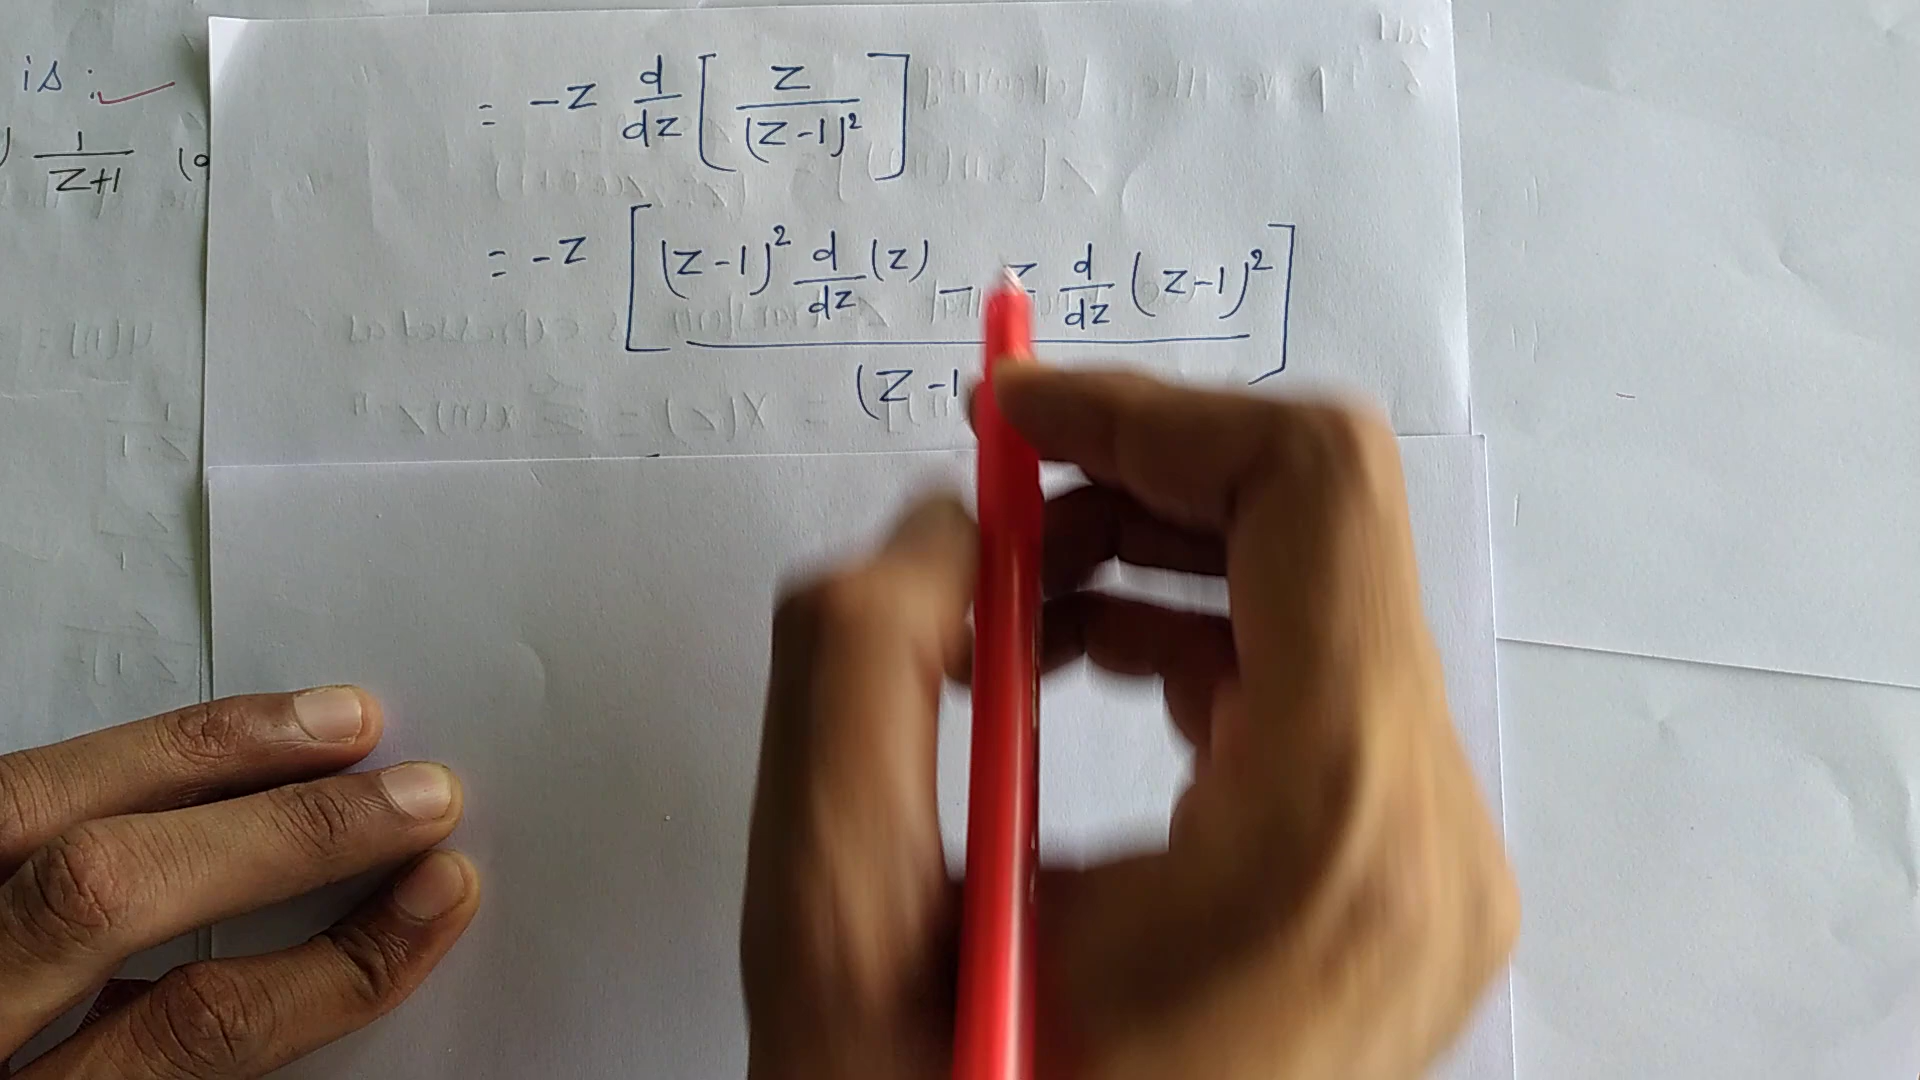 is :
) 1/(z+1) (a
= -z d/dz [ z/(z-1)² ]
= -z [ (z-1)² d/dz (z) - z d/dz (z-1)²
(z-1